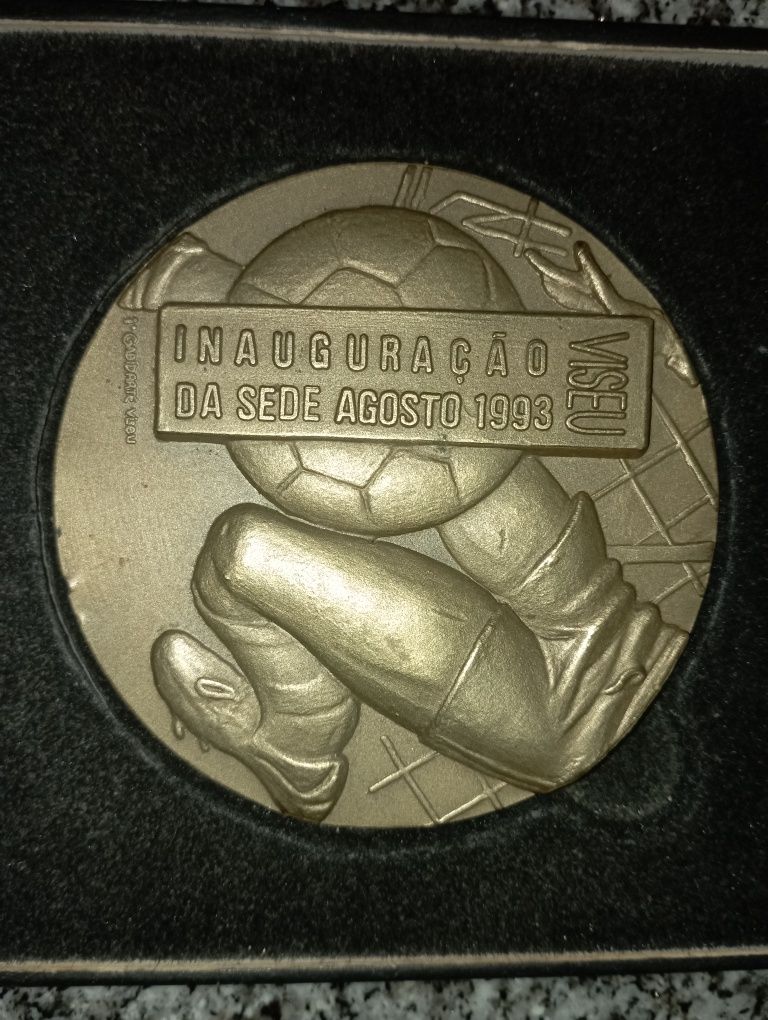 INAUGURAÇÃO
DA SEDE AGOSTO 1993
VISEU